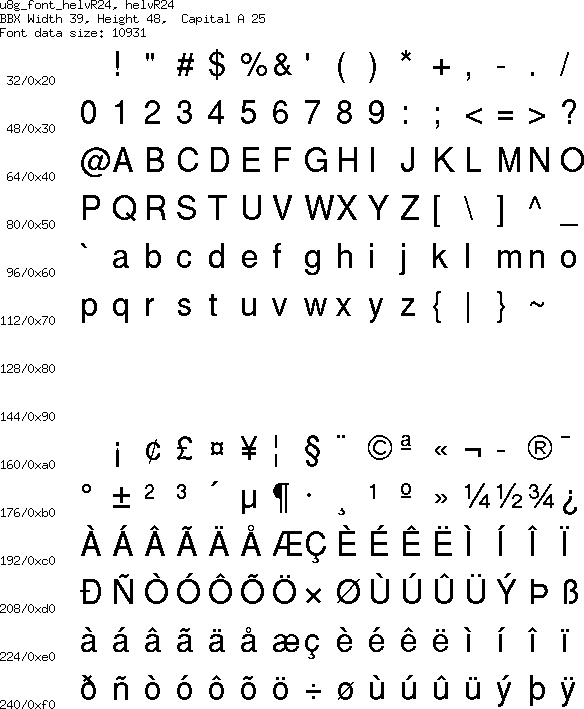 u8g_font_helvR24, helvR24
BBX Width 39, Height 48,  Capital A 25
Font data size: 10931
32/0x20 ! " # $ % & ' ( ) * + , - . /
48/0x30 0 1 2 3 4 5 6 7 8 9 : ; < = > ?
64/0x40 @ A B C D E F G H I J K L M N O
80/0x50 P Q R S T U V W X Y Z [ \ ] ^ _
96/0x60 ` a b c d e f g h i j k l m n o
112/0x70 p q r s t u v w x y z { | } ~
128/0x80
144/0x90
160/0xa0 ¡ ¢ £ ¤ ¥ ¦ § ¨ © ª « ¬ - ® ¯
176/0xb0 ° ± ² ³ ´ µ ¶ · ¸ ¹ º » ¼ ½ ¾ ¿
192/0xc0 À Á Â Ã Ä Å Æ Ç È É Ê Ë Ì Í Î Ï
208/0xd0 Ð Ñ Ò Ó Ô Õ Ö × Ø Ù Ú Û Ü Ý Þ ß
224/0xe0 à á â ã ä å æ ç è é ê ë ì í î ï
240/0xf0 ð ñ ò ó ô õ ö ÷ ø ù ú û ü ý þ ÿ